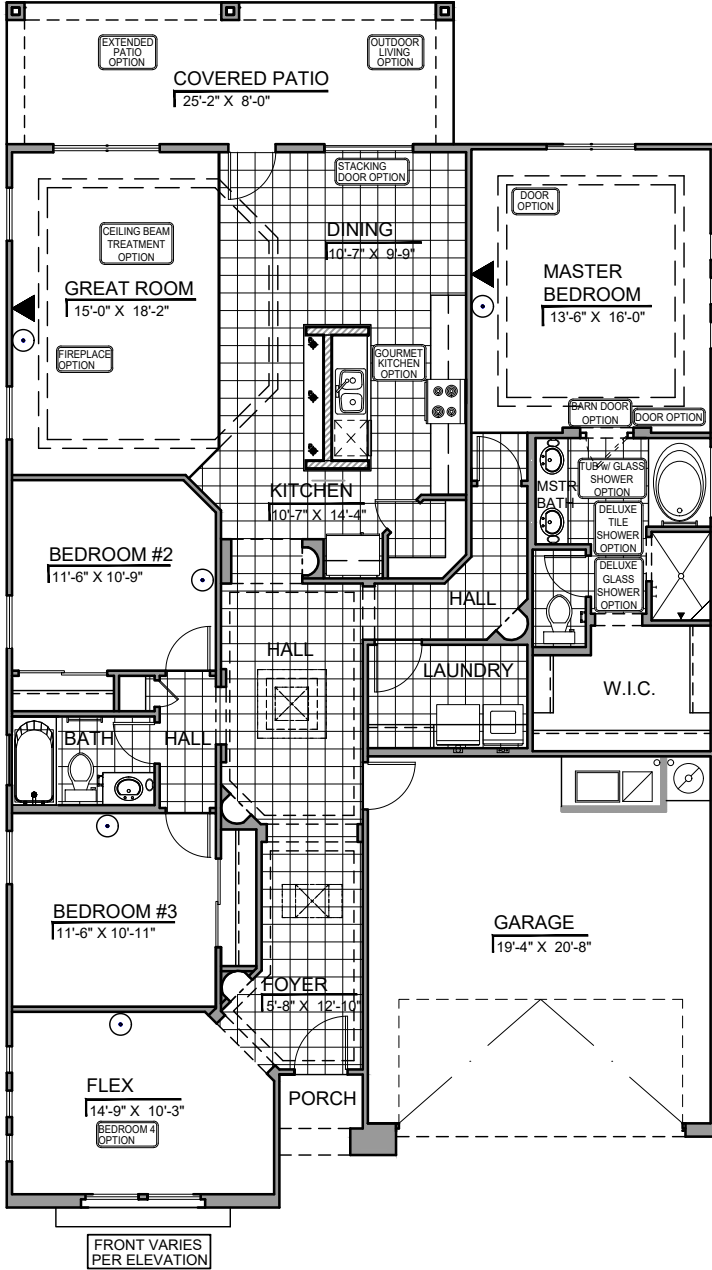 EXTENDED
PATIO
OPTION
OUTDOOR
LIVING
OPTION
COVERED PATIO
25'-2" X 8'-0"
STACKING
DOOR OPTION
CEILING BEAM
TREATMENT
OPTION
DINING
10'-7" X 9'-9"
DOOR
OPTION
GREAT ROOM
15'-0" X 18'-2"
MASTER
BEDROOM
13'-6" X 16'-0"
FIREPLACE
OPTION
GOURMET
KITCHEN
OPTION
BARN DOOR
OPTION
DOOR OPTION
KITCHEN
10'-7" X 14'-4"
MSTR
BATH
TUB w/ GLASS
SHOWER
OPTION
DELUXE
TILE
SHOWER
OPTION
DELUXE
GLASS
SHOWER
OPTION
BEDROOM #2
11'-6" X 10'-9"
HALL
HALL
LAUNDRY
W.I.C.
BATH
HALL
BEDROOM #3
11'-6" X 10'-11"
GARAGE
19'-4" X 20'-8"
FOYER
5'-8" X 12'-10"
FLEX
14'-9" X 10'-3"
BEDROOM 4
OPTION
PORCH
FRONT VARIES
PER ELEVATION